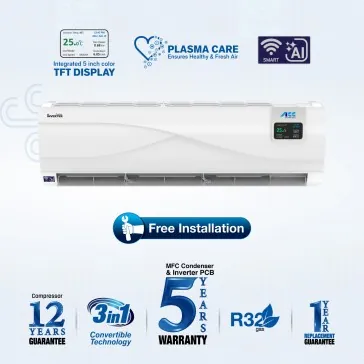 25.0°C
PLASMA CARE
Ensures Healthy & Fresh Air
SMART
AI
Integrated 5 inch color
TFT DISPLAY
Free Installation
Compressor
12
YEARS
GUARANTEE
3in1
Convertible
Technology
MFC Condenser
& Inverter PCB
5
YEARS
WARRANTY
R32
gas
1
YEAR
REPLACEMENT
GUARANTEE